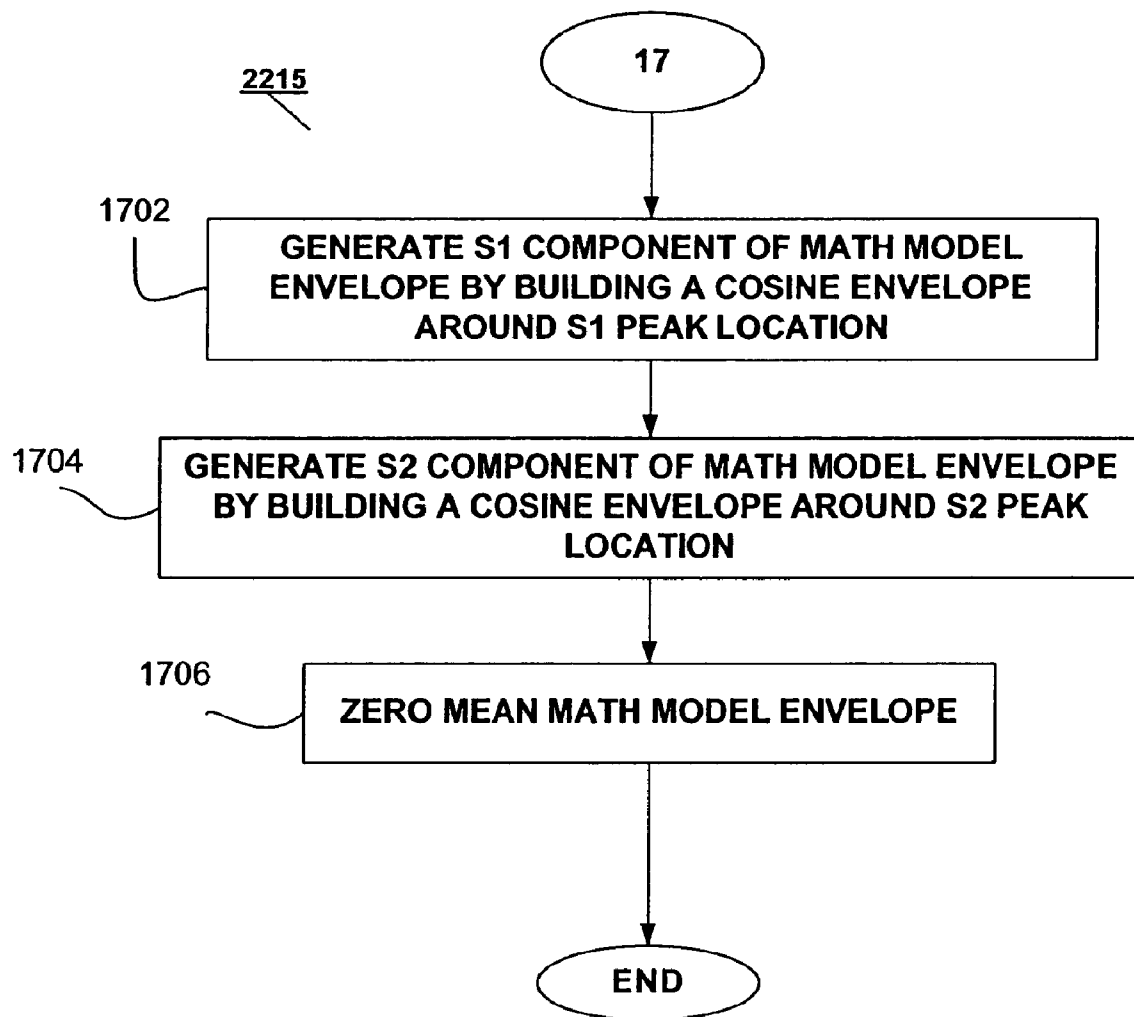 17
2215
1702
GENERATE S1 COMPONENT OF MATH MODEL
ENVELOPE BY BUILDING A COSINE ENVELOPE
AROUND S1 PEAK LOCATION
1704
GENERATE S2 COMPONENT OF MATH MODEL ENVELOPE
BY BUILDING A COSINE ENVELOPE AROUND S2 PEAK
LOCATION
1706
ZERO MEAN MATH MODEL ENVELOPE
END